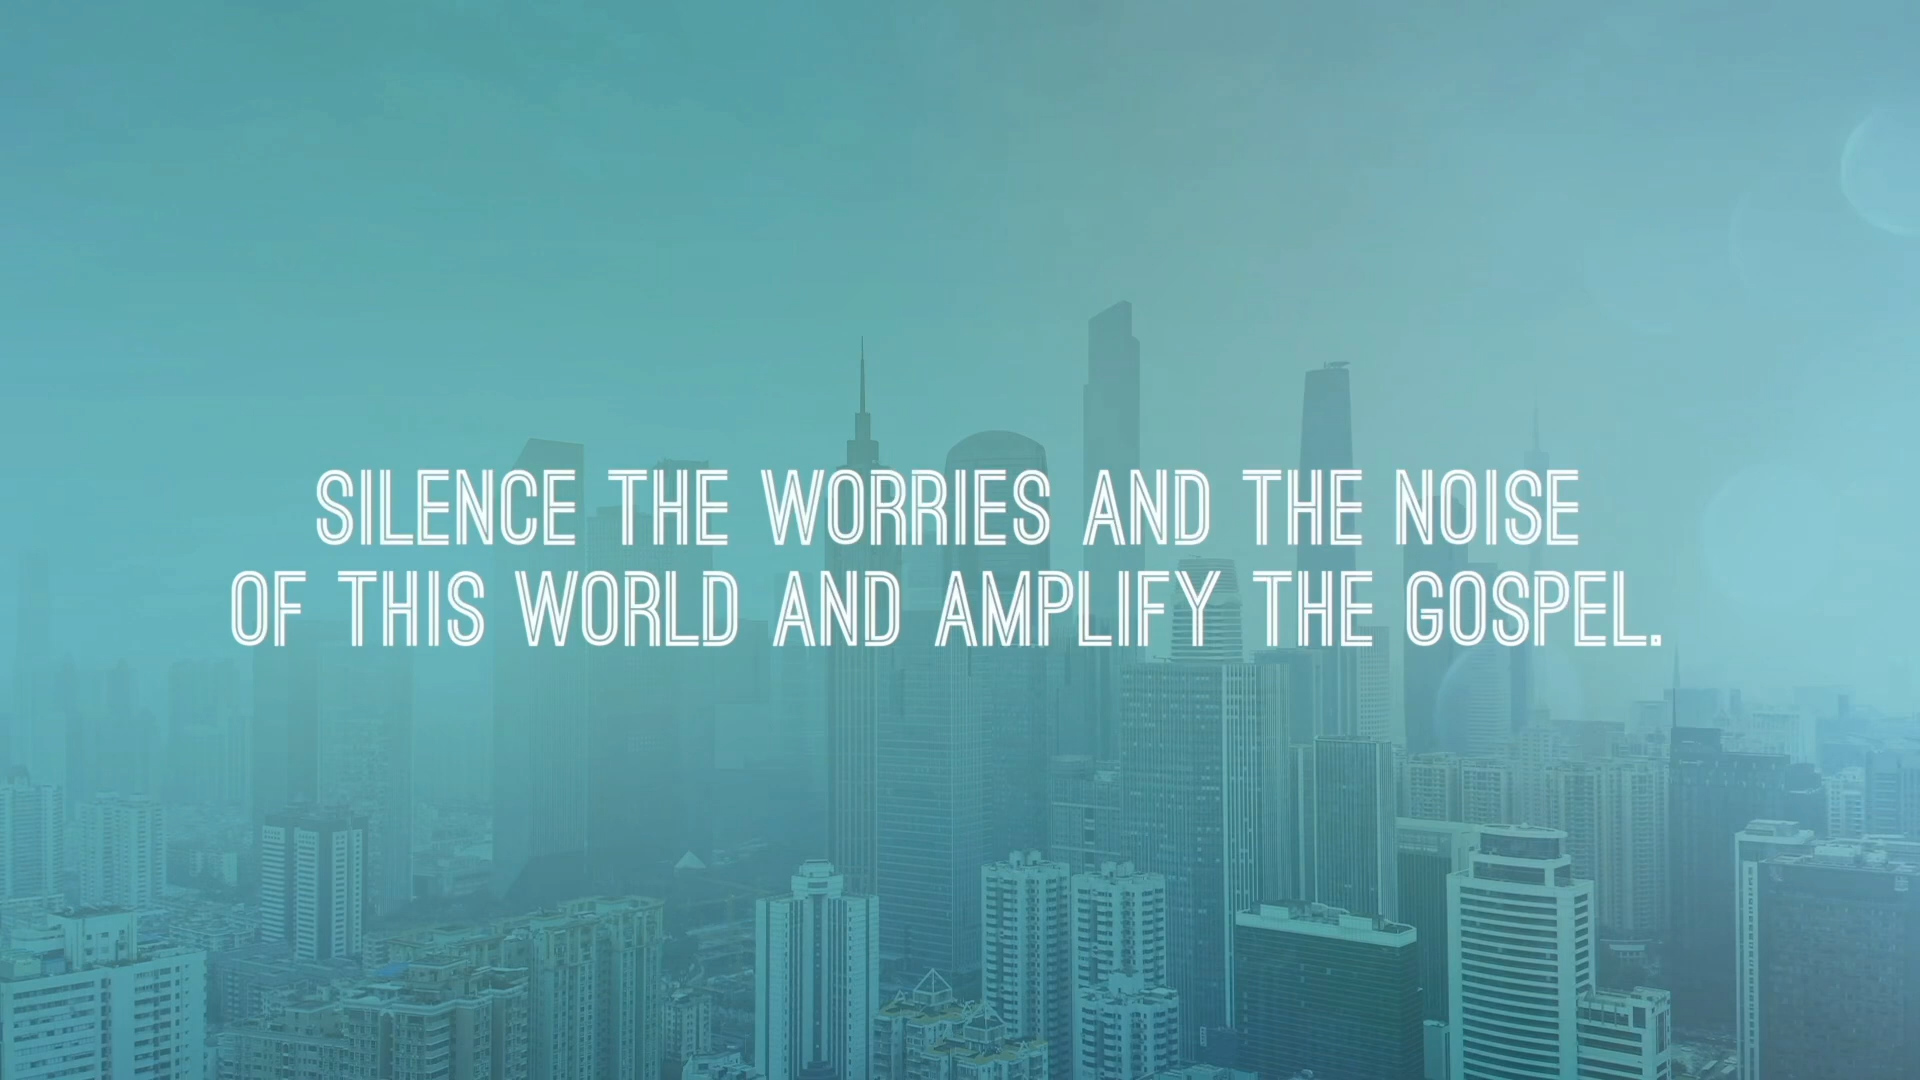 SILENCE THE WORRIES AND THE NOISE
OF THIS WORLD AND AMPLIFY THE GOSPEL.